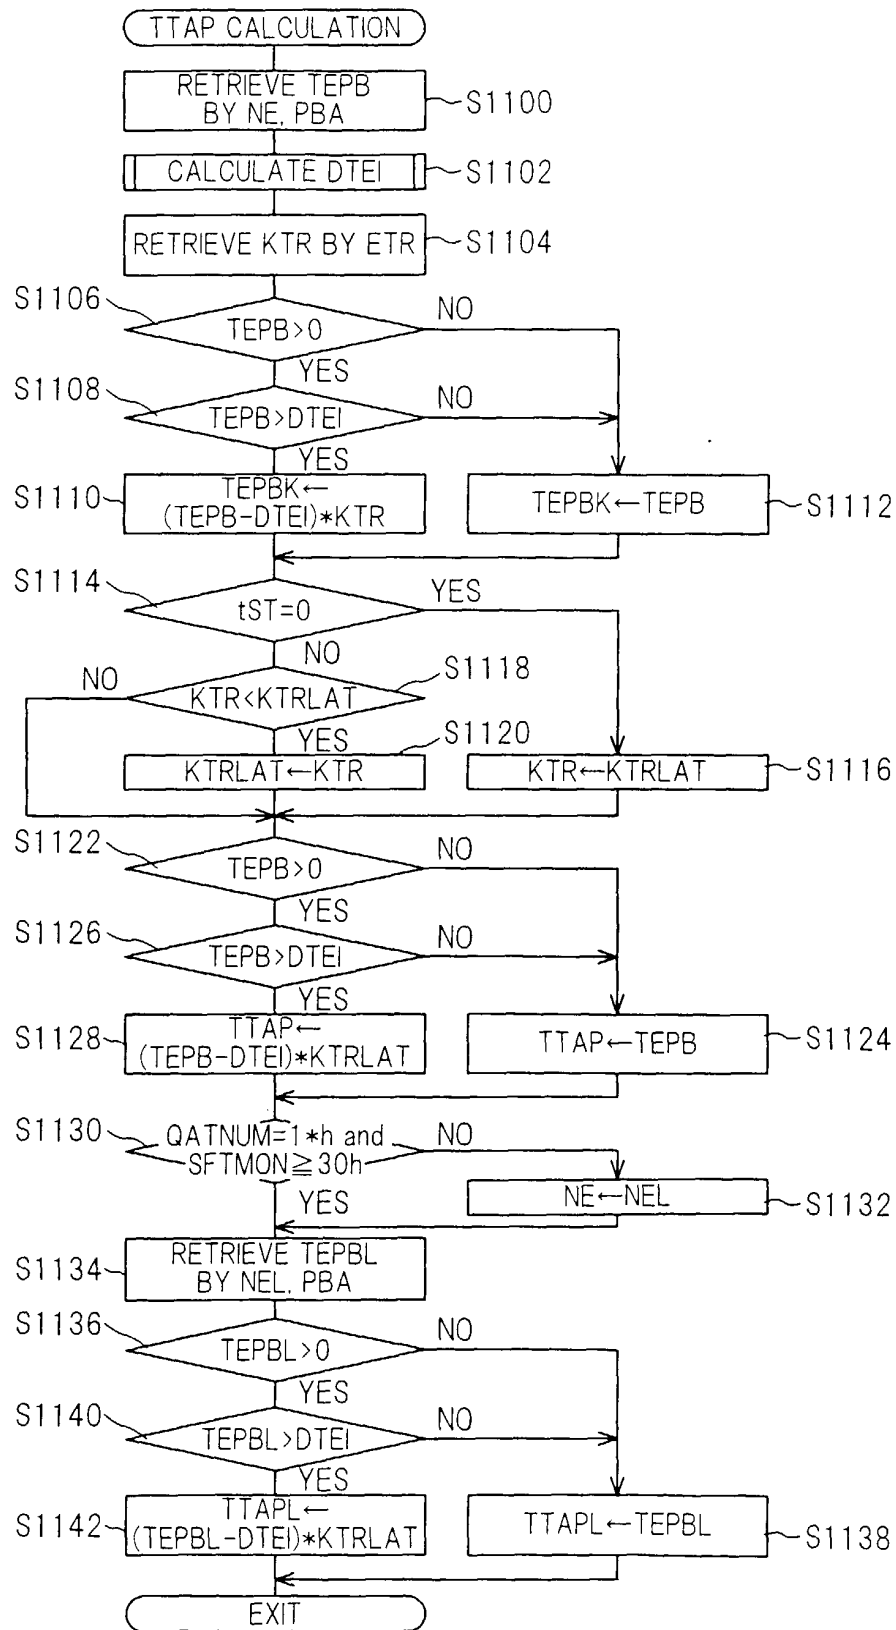 TTAP CALCULATION
RETRIEVE TEPB
BY NE, PBA
S1100
CALCULATE DTEI
S1102
RETRIEVE KTR BY ETR
S1104
S1106
TEPB>0
NO
YES
S1108
TEPB>DTEI
NO
YES
S1110
TEPBK←
(TEPB-DTEI)*KTR
TEPBK←TEPB
S1112
S1114
tST=0
YES
NO
NO
KTR<KTRLAT
S1118
YES
S1120
KTRLAT←KTR
KTR←KTRLAT
S1116
S1122
TEPB>0
NO
YES
S1126
TEPB>DTEI
NO
YES
S1128
TTAP←
(TEPB-DTEI)*KTRLAT
TTAP←TEPB
S1124
S1130
QATNUM=1*h and
SFTMON≧30h
NO
YES
NE←NEL
S1132
S1134
RETRIEVE TEPBL
BY NEL, PBA
S1136
TEPBL>0
NO
YES
S1140
TEPBL>DTEI
NO
YES
S1142
TTAPL←
(TEPBL-DTEI)*KTRLAT
TTAPL←TEPBL
S1138
EXIT